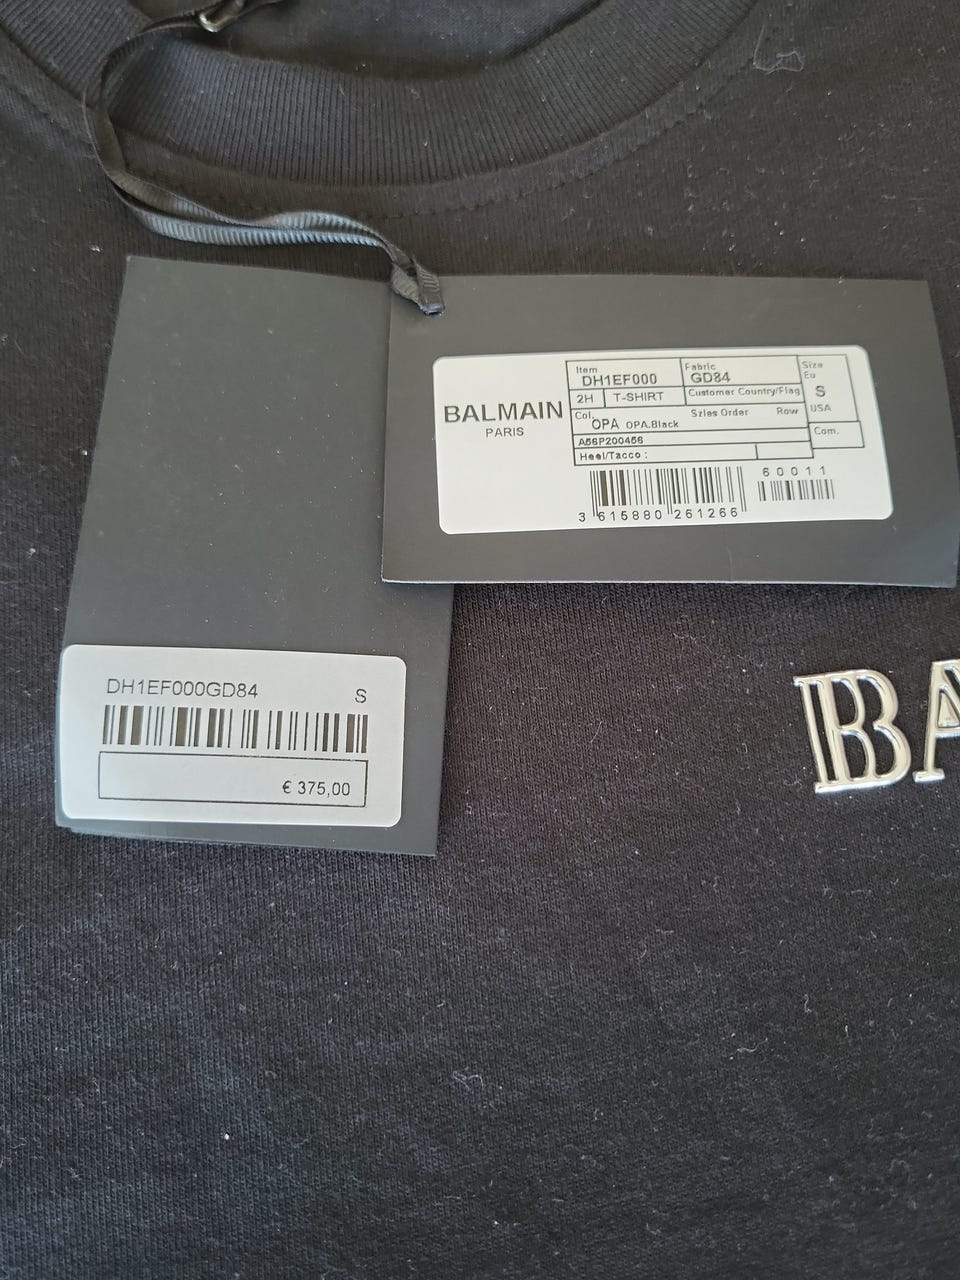 BALMAIN
PARIS
Item
DH1EF000
Fabric
GD84
Size
Eu
S
USA
2H T-SHIRT
Customer Country/Flag
Col. OPA OPA.Black
Szles Order
Row
A56P200456
Com.
Heel/Tacco :
60011
3 615880 261266
DH1EF000GD84 S
€ 375,00
BA